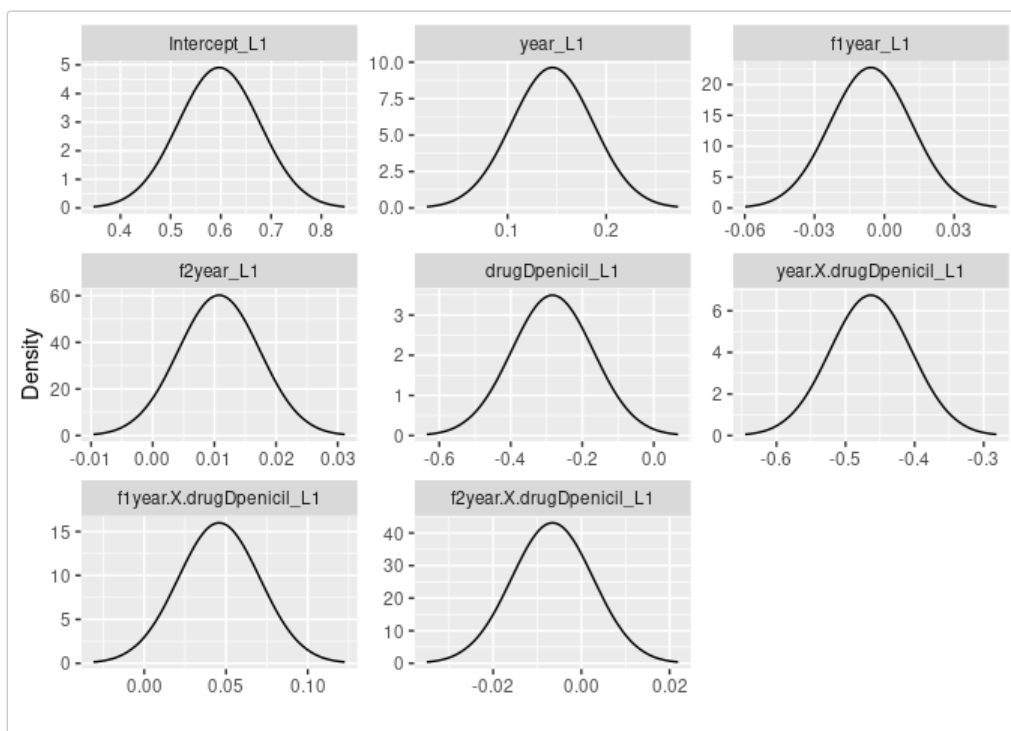 Intercept_L1
year_L1
f1year_L1
5
4
3
2
1
0
10.0
7.5
5.0
2.5
0.0
20
15
10
5
0
0.4 0.5 0.6 0.7 0.8
0.1 0.2
-0.06 -0.03 0.00 0.03
f2year_L1
drugDpenicil_L1
year.X.drugDpenicil_L1
Density
60
40
20
0
3
2
1
0
6
4
2
0
-0.01 0.00 0.01 0.02 0.03
-0.6 -0.4 -0.2 0.0
-0.6 -0.5 -0.4 -0.3
f1year.X.drugDpenicil_L1
f2year.X.drugDpenicil_L1
15
10
5
0
40
30
20
10
0
0.00 0.05 0.10
-0.02 0.00 0.02